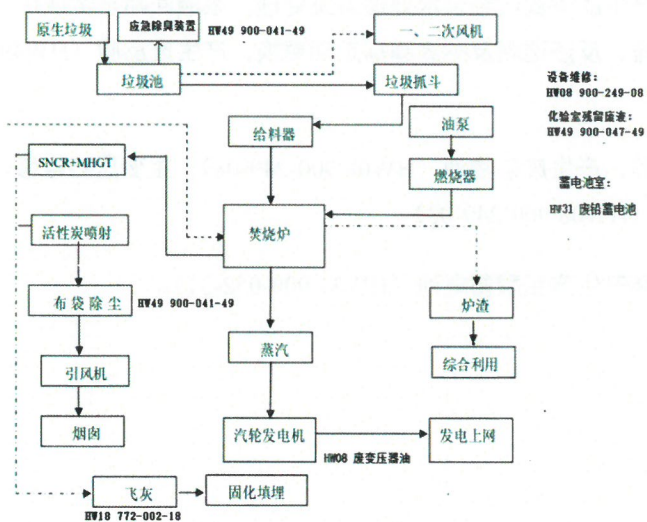 原生垃圾
应急除臭装置
HW49 900-041-49
一、二次风机
垃圾池
垃圾抓斗
设备维修：
HW08 900-249-08
化验室残留废液：
HW49 900-047-49
给料器
油泵
SNCR+MHGT
燃烧器
蓄电池室：
HW31 废铅蓄电池
焚烧炉
活性炭喷射
布袋除尘
HW49 900-041-49
炉渣
蒸汽
综合利用
引风机
烟囱
汽轮发电机
发电上网
HW08 废变压器油
飞灰
固化填埋
HW18 772-002-18